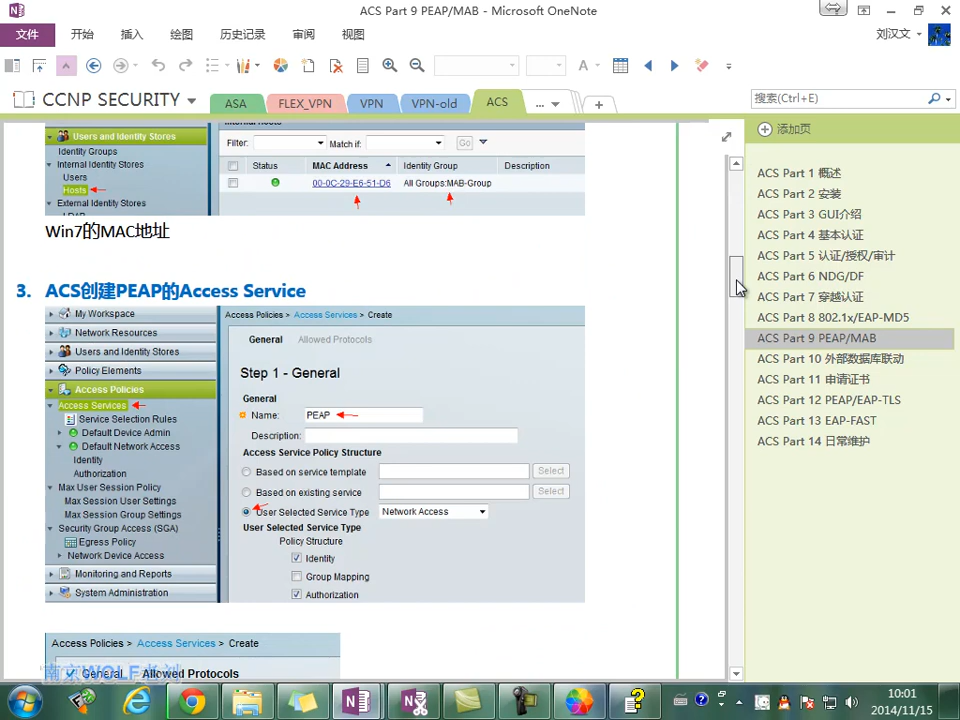 ACS Part 9 PEAP/MAB - Microsoft OneNote
文件 开始 插入 绘图 历史记录 审阅 视图 刘汉文
CCNP SECURITY ASA FLEX_VPN VPN VPN-old ACS ... + 搜索(Ctrl+E)
Users and Identity Stores
Identity Groups
Internal Identity Stores
Users
Hosts
External Identity Stores
Filter: Match if: Go
Status MAC Address Identity Group Description
00-0C-29-E6-51-D6 All Groups:MAB-Group
Win7的MAC地址
3. ACS创建PEAP的Access Service
My Workspace
Network Resources
Users and Identity Stores
Policy Elements
Access Policies
Access Services
Service Selection Rules
Default Device Admin
Default Network Access
Identity
Authorization
Max User Session Policy
Max Session User Settings
Max Session Group Settings
Security Group Access (SGA)
Egress Policy
Network Device Access
Monitoring and Reports
System Administration
Access Policies > Access Services > Create
General Allowed Protocols
Step 1 - General
General
Name: PEAP
Description:
Access Service Policy Structure
Based on service template Select
Based on existing service Select
User Selected Service Type Network Access
User Selected Service Type
Policy Structure
Identity
Group Mapping
Authorization
Access Policies > Access Services > Create
General Allowed Protocols
添加页
ACS Part 1 概述
ACS Part 2 安装
ACS Part 3 GUI介绍
ACS Part 4 基本认证
ACS Part 5 认证/授权/审计
ACS Part 6 NDG/DF
ACS Part 7 穿越认证
ACS Part 8 802.1x/EAP-MD5
ACS Part 9 PEAP/MAB
ACS Part 10 外部数据库联动
ACS Part 11 申请证书
ACS Part 12 PEAP/EAP-TLS
ACS Part 13 EAP-FAST
ACS Part 14 日常维护
10:01
2014/11/15